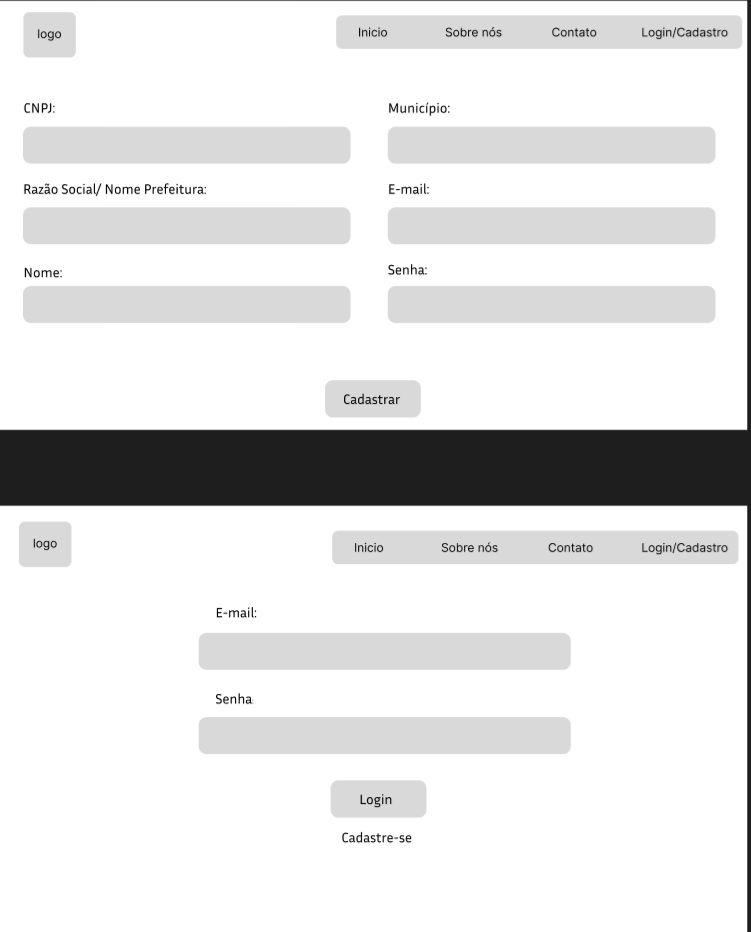 logo
Inicio Sobre nós Contato Login/Cadastro
CNPJ: Município:
Razão Social/ Nome Prefeitura: E-mail:
Nome: Senha:
Cadastrar
logo
Inicio Sobre nós Contato Login/Cadastro
E-mail:
Senha:
Login
Cadastre-se